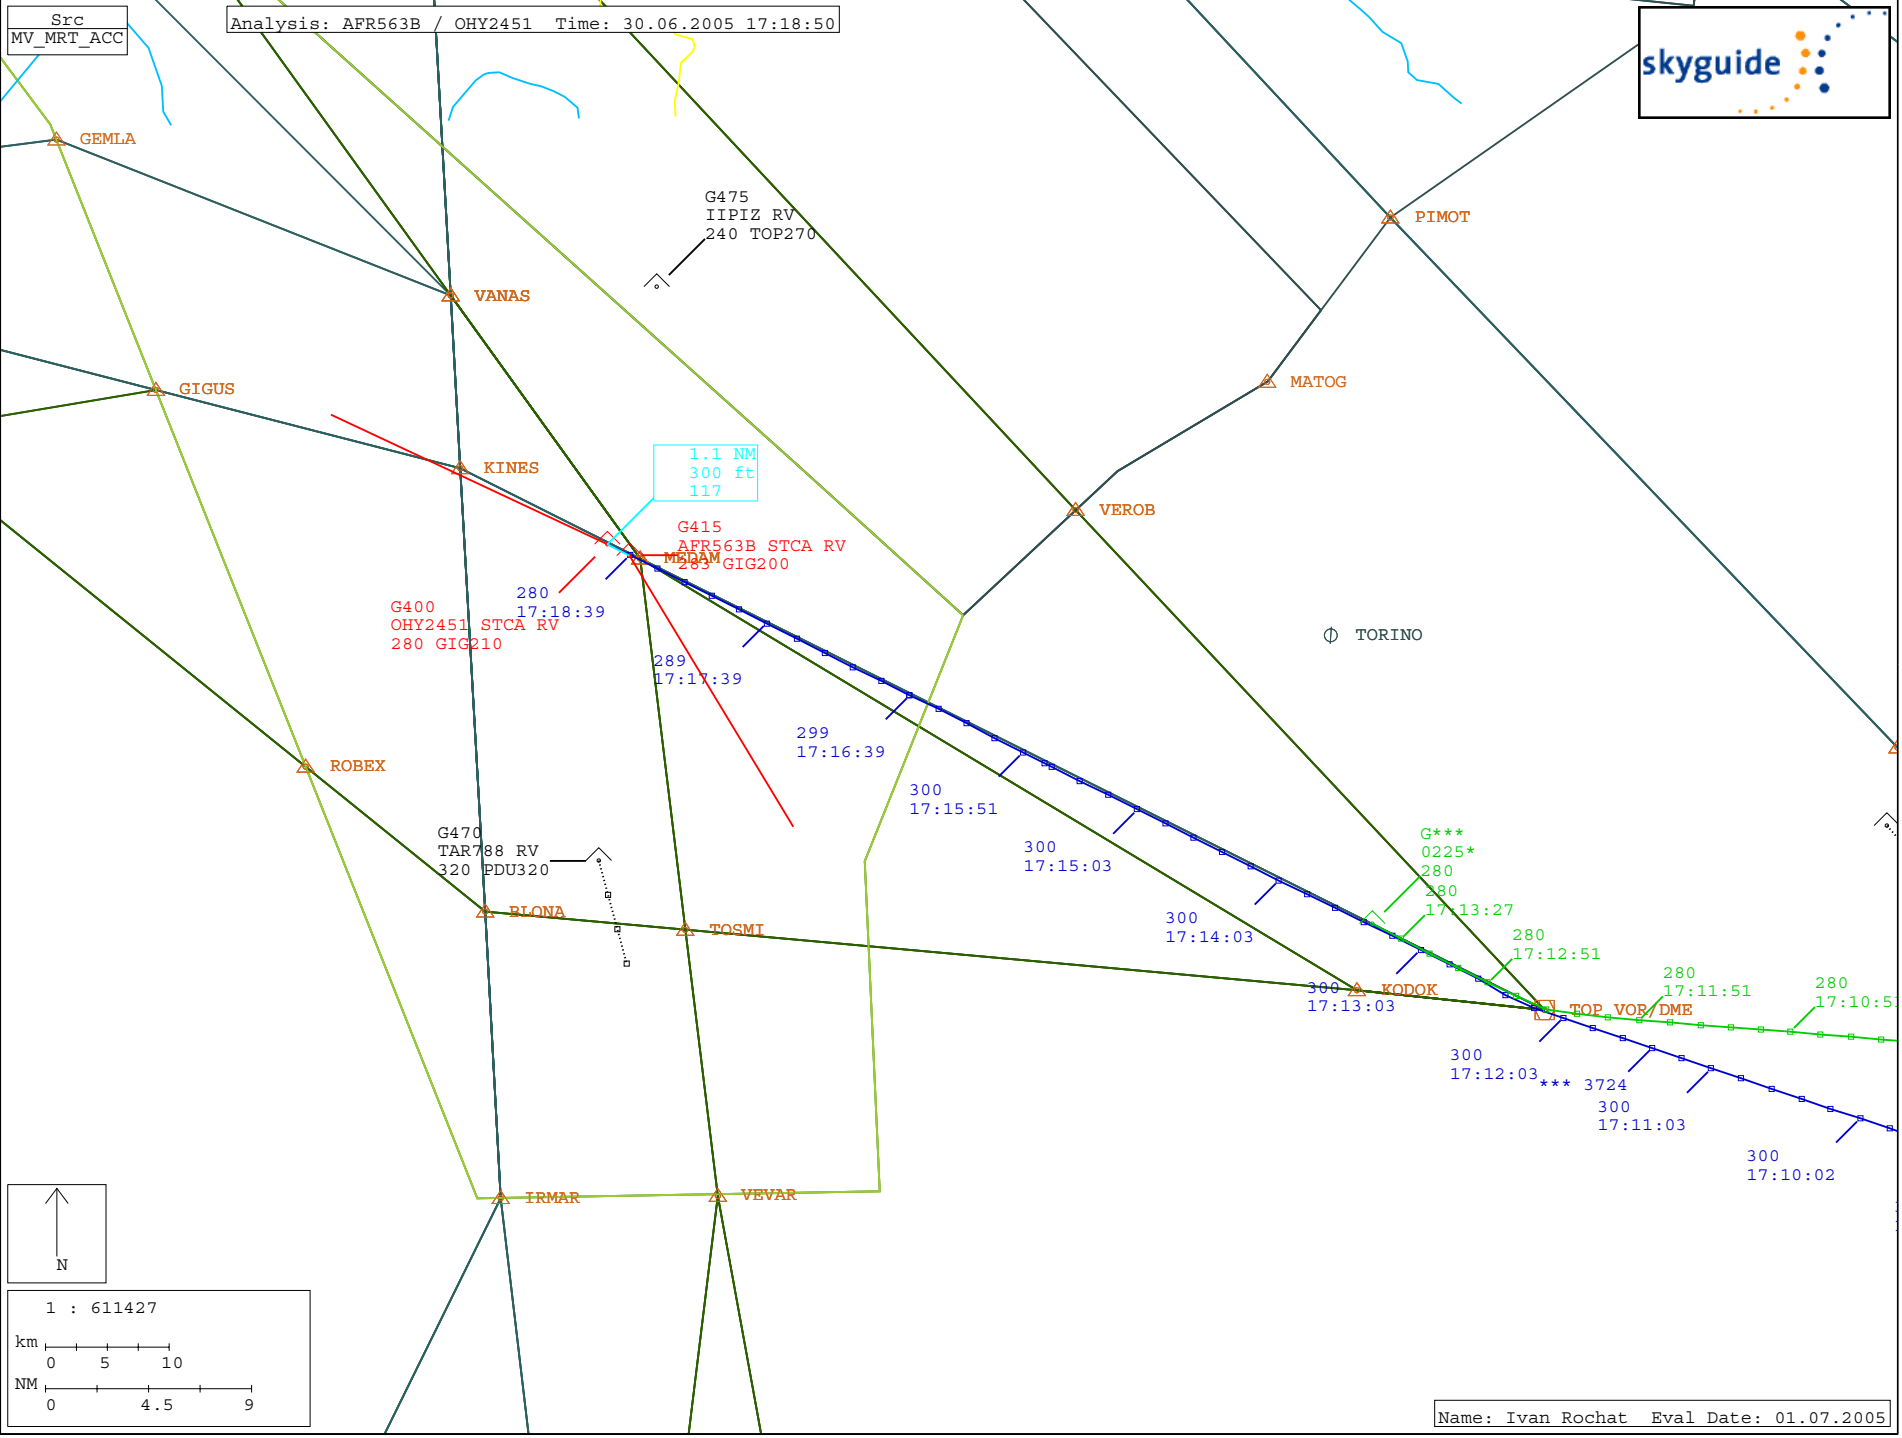 Src
MV_MRT_ACC
Analysis: AFR563B / OHY2451  Time: 30.06.2005 17:18:50
skyguide
GEMLA
G475
IIPIZ RV
240 TOP270
PIMOT
VANAS
GIGUS
MATOG
KINES
1.1 NM
300 ft
117
VEROB
G415
AFR563B STCA RV
283 GIG200
MEDAM
280
17:18:39
G400
OHY2451 STCA RV
280 GIG210
TORINO
289
17:17:39
299
17:16:39
ROBEX
300
17:15:51
G470
TAR788 RV
320 PDU320
300
17:15:03
G***
0225*
280
280
17:13:27
BLONA
TOSMI
300
17:14:03
280
17:12:51
300
17:13:03
KODOK
280
17:11:51
280
17:10:5
TOP VOR/DME
300
17:12:03
*** 3724
300
17:11:03
300
17:10:02
IRMAR
VEVAR
N
1 : 611427
km
0 5 10
NM
0 4.5 9
Name: Ivan Rochat  Eval Date: 01.07.2005